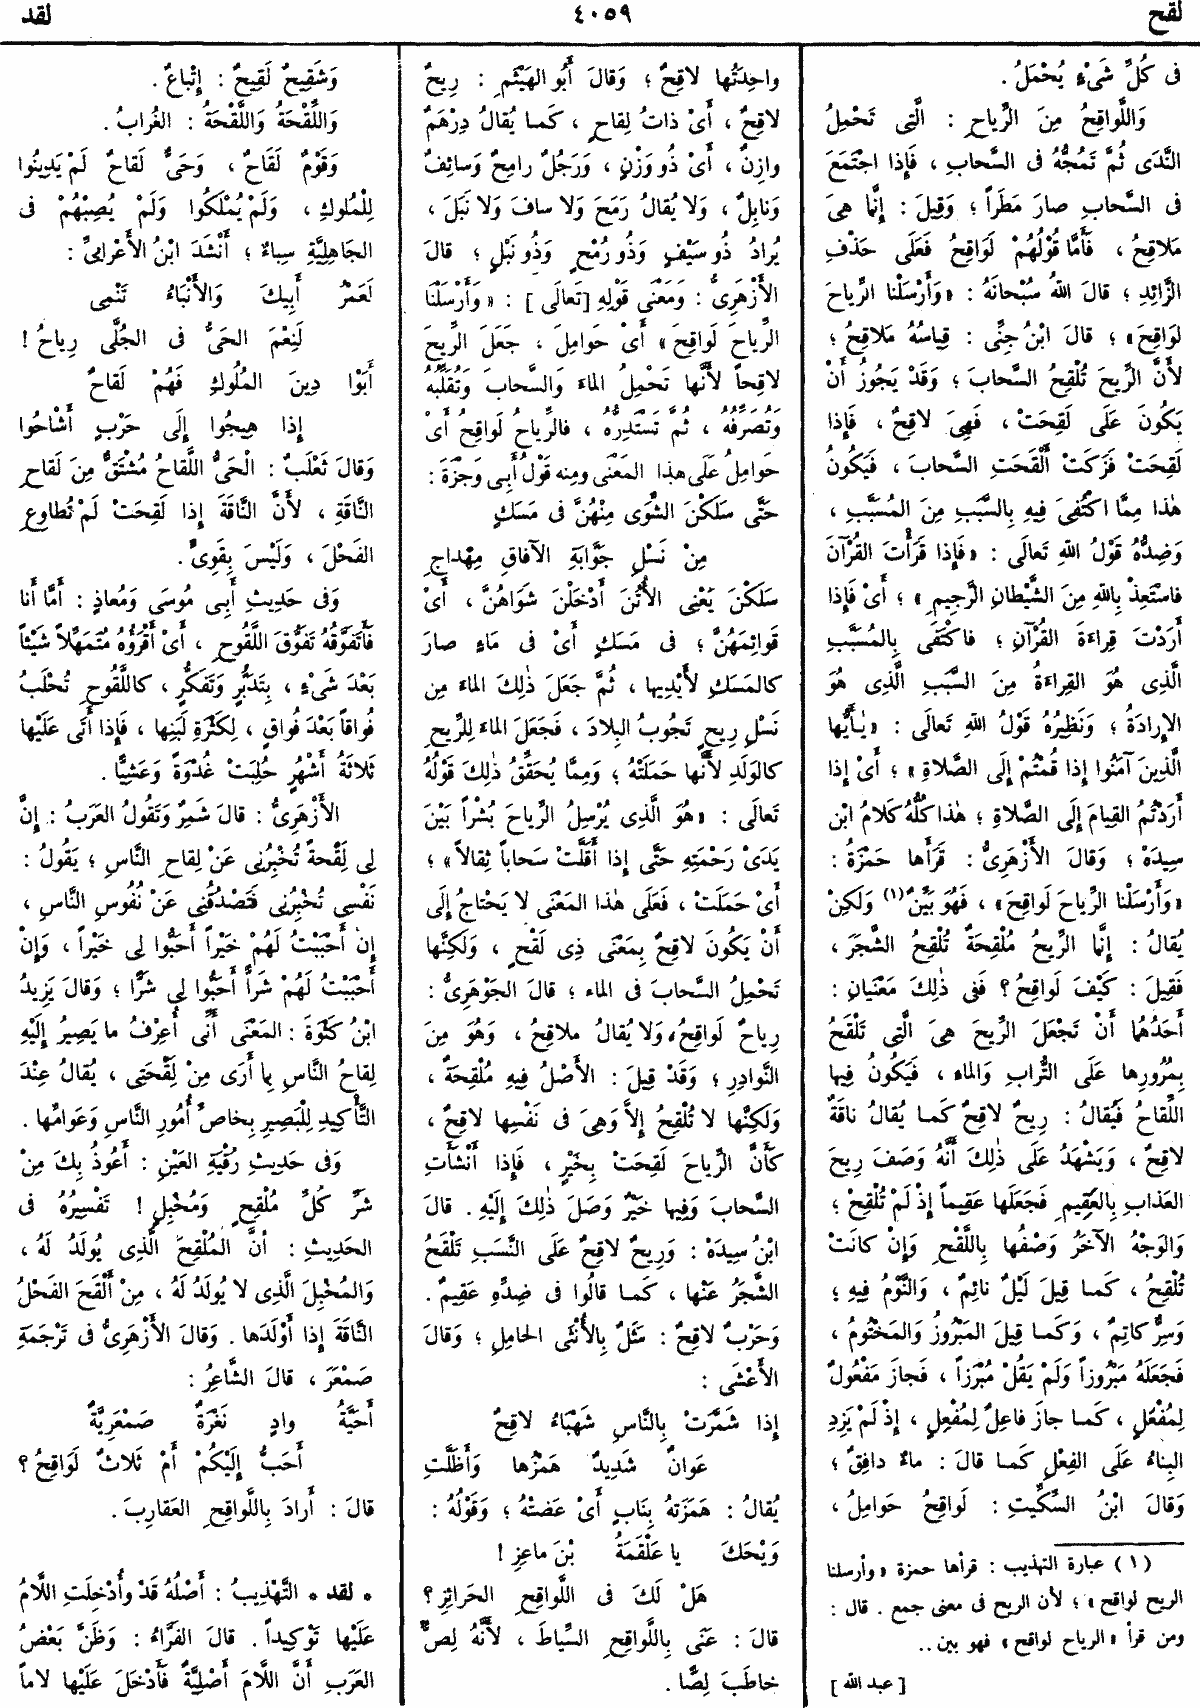 لقح
٤٠٥٩
لقد
فى كُلِّ شَىْءٍ يُحْمَلُ .
وَاللَّوَاقِحُ مِنَ الرِّياحِ : الَّتِى تَحْمِلُ
النَّدَى ثُمَّ تَمُجُّهُ فى السَّحابِ ، فَإِذا اجْتَمَعَ
فى السَّحابِ صارَ مَطَراً ؛ وَقِيلَ : إِنَّما هِىَ
مَلاقِحُ ، فَأَمَّا قَوْلُهُمْ لَوَاقِحُ فَعَلَى حَذْفِ
الزَّائِدِ ؛ قالَ اللهُ سُبْحانَهُ : «وَأَرْسَلْنا الرِّياحَ
لَوَاقِحَ» ؛ قالَ ابْنُ جِنِّى : قِياسُهُ مَلاقِحُ ؛
لأَنَّ الرِّيحَ تُلْقِحُ السَّحابَ ؛ وَقَدْ يَجُوزُ أَنْ
يَكُونَ عَلَى لَقِحَتْ ، فَهِىَ لاقِحٌ ، فَإِذا
لَقِحَتْ فَزَكَتْ أَلْقَحَتِ السَّحابَ ، فَيَكُونُ
هٰذا مِمَّا اكْتُفِىَ فِيهِ بِالسَّبَبِ مِنَ المُسَبَّبِ ،
وَضِدُّهُ قَوْلُ اللهِ تَعالَى : «فَإِذا قَرَأْتَ القُرْآنَ
فاسْتَعِذْ بِاللهِ مِنَ الشَّيْطانِ الرَّجِيمِ» ؛ أَىْ فَإِذا
أَرَدْتَ قِراءَةَ القُرْآنِ ؛ فاكْتَفَى بِالمُسَبَّبِ
الَّذِى هُوَ القِراءَةُ مِنَ السَّبَبِ الَّذِى هُوَ
الإِرادَةُ ؛ وَنَظِيرُهُ قَوْلُ اللهِ تَعالَى : «يٰأَيُّها
الَّذِينَ آمَنُوا إِذا قُمْتُمْ إِلَى الصَّلاةِ» ؛ أَىْ إِذا
أَرَدْتُمُ القِيامَ إِلَى الصَّلاةِ ؛ هٰذا كُلُّهُ كَلامُ ابْنِ
سِيدَهْ ؛ وَقالَ الأَزْهَرِىُّ : قَرَأَها حَمْزَةُ :
«وَأَرْسَلْنا الرِّياحَ لَواقِحَ» ، فَهُوَ بَيِّنٌ(١) وَلَكِنْ
يُقالُ : إِنَّما الرِّيحُ مُلْقِحَةٌ تُلْقِحُ الشَّجَرَ ،
فَقِيلَ : كَيْفَ لَواقِحُ ؟ فَفِى ذٰلِكَ مَعْنَيانِ :
أَحَدُهُما أَنْ تَجْعَلَ الرِّيحَ هِىَ الَّتِى تَلْقَحُ
بِمُرُورِها عَلَى التُّرابِ وَالماءِ ، فَيَكُونُ فِيها
اللِّقاحُ فَيُقالُ : رِيحٌ لاقِحٌ كَما يُقالُ ناقَةٌ
لاقِحٌ ، وَيَشْهَدُ عَلَى ذٰلِكَ أَنَّهُ وَصَفَ رِيحَ
العَذابِ بِالعَقِيمِ فَجَعَلَها عَقِيماً إِذْ لَمْ تُلْقِحْ ؛
وَالوَجْهُ الآخَرُ وَصْفُها بِاللَّقْحِ وَإِنْ كانَتْ
تُلْقِحُ ، كَما قِيلَ لَيْلٌ نائِمٌ ، وَالنَّوْمُ فِيهِ ؛
وَسِرٌّ كاتِمٌ ، وَكَما قِيلَ المَبْرُوزُ وَالمَخْتُومُ ،
فَجَعَلَهُ مَبْرُوزاً وَلَمْ يَقُلْ مُبْرَزاً ، فَجازَ مَفْعُولٌ
لِمُفْعَلٍ ، كَما جازَ فاعِلٌ لِمُفْعِلٍ ، إِذْ لَمْ يَزِدِ
البِناءُ عَلَى الفِعْلِ كَما قالَ : ماءٌ دافِقٌ ؛
وَقالَ ابْنُ السِّكِّيتِ : لَواقِحُ حَوامِلُ ،
(١) عبارة التهذيب : قرأها حمزة «وأرسلنا
الريح لواقح» ؛ لأن الريح فى معنى جمع . قال :
ومن قرأ «الرياح لواقح» فهو بين..
[عبد الله]
واحِدَتُها لاقِحٌ ؛ وَقالَ أَبُو الهَيْثَمِ : رِيحٌ
لاقِحٌ ، أَىْ ذاتُ لِقاحٍ ، كَما يُقالُ دِرْهَمٌ
وازِنٌ ، أَىْ ذُو وَزْنٍ ، وَرَجُلٌ رامِحٌ وَسائِفٌ
وَنابِلٌ ، وَلا يُقالُ رَمَحَ وَلا سافَ وَلا نَبَلَ ،
يُرادُ ذُو سَيْفٍ وَذُو رُمْحٍ وَذُو نَبْلٍ ؛ قالَ
الأَزْهَرِىُّ : وَمَعْنَى قَوْلِهِ [تَعالَى] : «وَأَرْسَلْنا
الرِّياحَ لَواقِحَ» أَىْ حَوامِلَ ، جَعَلَ الرِّيحَ
لاقِحاً لأَنَّها تَحْمِلُ الماءَ وَالسَّحابَ وَتُقَلِّبُهُ
وَتُصَرِّفُهُ ، ثُمَّ تَسْتَدِرُّهُ ، فالرِّياحُ لَواقِحُ أَىْ
حَوامِلُ عَلَى هذا المَعْنَى ومِنه قَوْلُ أَبِى وَجْزَةَ :
حَتَّى سَلَكْنَ الشَّوَى مِنْهُنَّ فى مَسَكٍ
مِنْ نَسْلِ جَوَّابَةِ الآفاقِ مِهْداجِ
سَلَكْنَ يَعْنِى الأُتُنَ أَدْخَلْنَ شَوَاهُنَّ ، أَىْ
قَوائِمَهُنَّ ؛ فى مَسَكٍ أَىْ فى ماءٍ صارَ
كالمَسَكِ لأَيْدِيها ، ثُمَّ جَعَلَ ذٰلِكَ الماءَ مِن
نَسْلِ رِيحٍ تَجُوبُ البِلادَ ، فَجَعَلَ الماءَ لِلرِّيحِ
كالوَلَدِ لأَنَّها حَمَلَتْهُ ؛ وَمِمَّا يُحَقِّقُ ذٰلِكَ قَوْلُهُ
تَعالَى : «هُوَ الَّذِى يُرْسِلُ الرِّياحَ بُشْراً بَيْنَ
يَدَىْ رَحْمَتِهِ حَتَّى إِذا أَقَلَّتْ سَحاباً ثِقالاً» ؛
أَىْ حَمَلَتْ ، فَعَلَى هٰذا المَعْنَى لا يَحْتاجُ إِلَى
أَنْ يَكُونَ لاقِحٌ بِمَعْنَى ذِى لَقْحٍ ، وَلَكِنَّها
تَحْمِلُ السَّحابَ فى الماءِ ؛ قالَ الجَوْهَرِىُّ :
رِياحٌ لَواقِحُ ، وَلا يُقالُ ملاقِحُ ، وَهُوَ مِنَ
النَّوادِرِ ؛ وَقَدْ قِيلَ : الأَصْلُ فِيهِ مُلْقِحَةٌ ،
وَلَكِنَّها لا تُلْقِحُ إِلاَّ وَهِىَ فى نَفْسِها لاقِحٌ ،
كَأَنَّ الرِّياحَ لَقِحَتْ بِخَيْرٍ ، فَإِذا أَنْشَأَتِ
السَّحابَ وَفِيها خَيْرٌ وَصَلَ ذٰلِكَ إِلَيْهِ . قالَ
ابْنُ سِيدَهْ : وَرِيحٌ لاقِحٌ عَلَى النَّسَبِ تَلْقَحُ
الشَّجَرُ عَنْها ، كَما قالُوا فى ضِدِّهِ عَقِيمٌ .
وَحَرْبٌ لاقِحٌ : مَثَلٌ بِالأُنْثَى الحامِلِ ؛ وَقالَ
الأَعْشَى :
إِذا شَمَّرَتْ بِالنَّاسِ شَهْبَاءُ لاقِحٌ
عَوانٌ شَدِيدٌ هَمْزُها وَأَظَلَّتِ
يُقالُ : هَمَزَتْهُ بِنَابٍ أَىْ عَضَّتْهُ ؛ وَقَوْلُهُ :
وَيْحَكَ يا عَلْقَمَةُ بْنَ ماعِزِ !
هَلْ لَكَ فى اللَّواقِحِ الحَرائِزِ ؟
قالَ : عَنَى بِاللَّواقِحِ السِّياطَ ، لأَنَّهُ لِصٌّ
خاطَبَ لِصًّا .
وَشَقِيحٌ لَقِيحٌ : إِتْباعٌ .
وَاللِّقْحَةُ وَاللَّقْحَةُ : الغُرابُ .
وَقَوْمٌ لَقَاحٌ ، وَحَىٌّ لَقاحٌ لَمْ يَدِينُوا
لِلْمُلُوكِ ، وَلَمْ يُمْلَكُوا وَلَمْ يُصِبْهُمْ فى
الجَاهِلِيَّةِ سِباءٌ ؛ أَنْشَدَ ابْنُ الأَعْرابِىِّ :
لَعَمْرُ أَبِيكَ وَالأَنْبَاءُ تَنْمِى
لَنِعْمَ الحَىُّ فى الجُلَّى رِياحُ !
أَبَوْا دِينَ المُلُوكِ فَهُمْ لَقاحٌ
إِذا هِيجُوا إِلَى حَرْبٍ أَشاحُوا
وَقالَ ثَعْلَبٌ : الْحَىُّ اللَّقاحُ مُشْتَقٌّ مِنَ لَقاحِ
النَّاقَةِ ، لأَنَّ النَّاقَةَ إِذا لَقِحَتْ لَمْ تُطاوِعِ
الفَحْلَ ، وَلَيْسَ بِقَوِىٍّ .
وَفى حَدِيثِ أَبِى مُوسَى وَمُعاذٍ : أَمَّا أَنا
فَأَتَفَوَّقُهُ تَفَوُّقَ اللَّقُوحِ ، أَىْ أَقْرَؤُهُ مُتَمَهِّلاً شَيْئاً
بَعْدَ شَىْءٍ ، بِتَدَبُّرٍ وَتَفَكُّرٍ ، كاللَّقُوحِ تُحْلَبُ
فُواقاً بَعْدَ فُواقٍ ، لِكَثْرَةِ لَبَنِها ، فَإِذا أَتَى عَلَيْها
ثَلاثَةُ أَشْهُرٍ حُلِبَتْ غُدْوَةً وَعَشِيًّا .
الأَزْهَرِىُّ : قالَ شَمِرٌ وَتَقُولُ العَرَبُ : إِنَّ
لِى لِقْحَةً تُخْبِرُنِى عَنْ لِقاحِ النَّاسِ ؛ يَقُولُ :
نَفْسِى تُخْبِرُنِى فَتَصْدُقُنِى عَنْ نُفُوسِ النَّاسِ ،
إِنْ أَحْبَبْتُ لَهُمْ خَيْراً أَحَبُّوا لِى خَيْراً ، وَإِنْ
أَحْبَبْتُ لَهُمْ شَراًّ أَحَبُّوا لِى شَرًّا ؛ وَقالَ يَزِيدُ
ابْنُ كَثْوَةَ : المَعْنَى أَنِّى أَعْرِفُ ما يَصِيرُ إِلَيْهِ
لِقاحُ النَّاسِ بِما أَرَى مِنْ لِقْحَتِى ، يُقالُ عِنْدَ
التَّأْكِيدِ لِلْبَصِيرِ بِخاصِّ أُمُورِ النَّاسِ وَعَوامِّها .
وَفى حَدِيثِ رُقْيَةِ العَيْنِ : أَعُوذُ بِكَ مِنْ
شَرِّ كُلِّ مُلْقِحٍ وَمُخْبِلٍ ! تَفْسِيرُهُ فى
الحَدِيثِ : أَنَّ المُلْقِحَ الَّذِى يُولَدُ لَهُ ،
وَالمُخْبِلَ الَّذِى لا يُولَدُ لَهُ ، مِنْ أَلْقَحَ الفَحْلُ
النَّاقَةَ إِذا أَوْلَدَها . وَقالَ الأَزْهَرِىُّ فى تَرْجَمَةِ
صَمْعَرَ ، قالَ الشَّاعِرُ :
أَحَيَّةُ وادٍ نَغْرَةٌ صَمْعَرِيَّةٌ
أَحَبُّ إِلَيْكُمْ أَمْ ثَلاثٌ لَوَاقِحُ ؟
قالَ : أَرادَ بِاللَّواقِحِ العَقارِبَ .
• لقد • التَّهْذِيبُ : أَصْلُهُ قَدْ وَأُدْخِلَتِ اللَّامُ
عَلَيْها تَوْكِيداً . قالَ الفَرَّاءُ : وَظَنَّ بَعْضُ
العَرَبِ أَنَّ اللَّامَ أَصْلِيَّةٌ فَأَدْخَلَ عَلَيْها لاماً